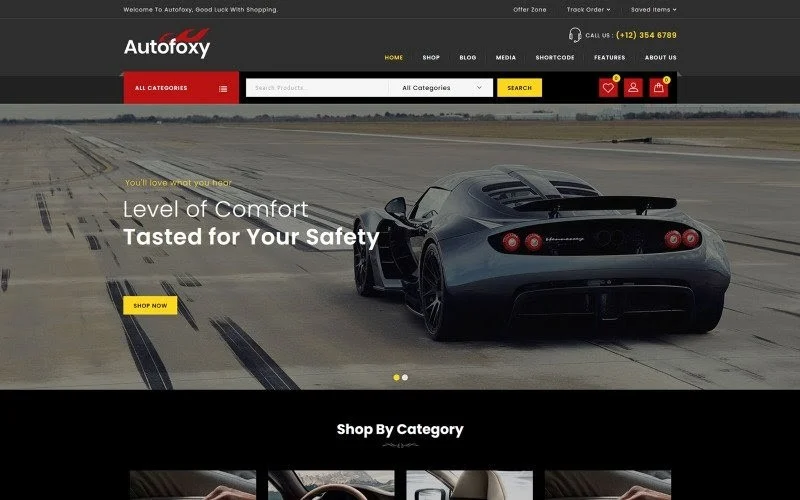 Welcome To Autofoxy, Good Luck With Shopping.
Offer Zone
Track Order
Saved Items
Autofoxy
CALL US : (+12) 354 6789
HOME
SHOP
BLOG
MEDIA
SHORTCODE
FEATURES
ABOUT US
ALL CATEGORIES
Search Products...
All Categories
SEARCH
0
0
You'll love what you hear
Level of Comfort
Tasted for Your Safety
SHOP NOW
Hennessey
Shop By Category